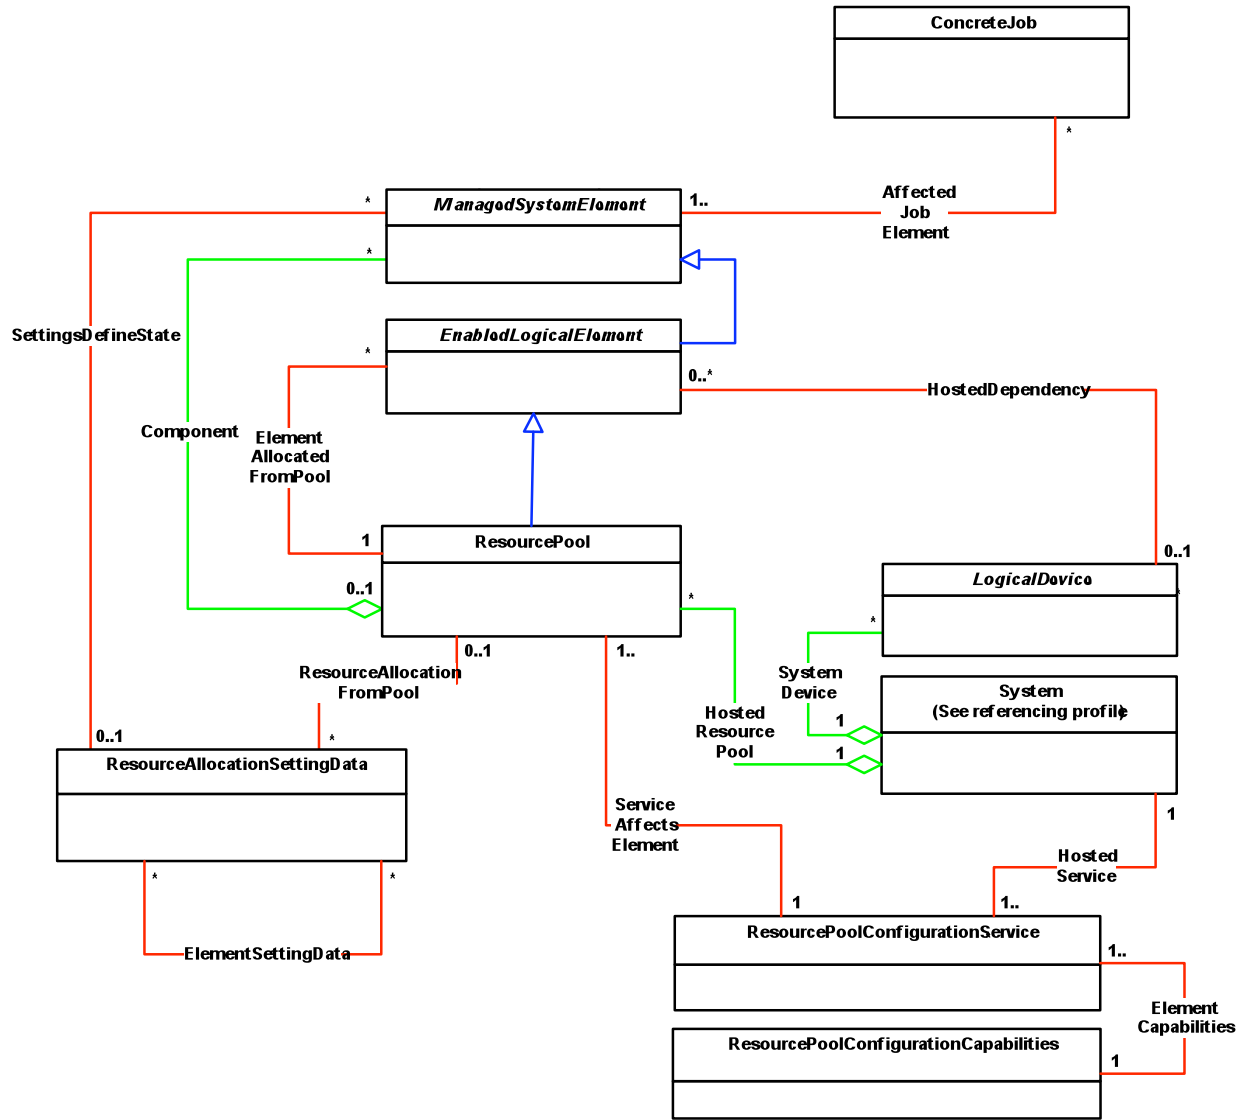 ConcreteJob
*
*
ManagedSystemElement
1..
Affected
Job
Element
*
SettingsDefineState
EnabledLogicalElement
*
0..*
HostedDependency
Component
Element
Allocated
FromPool
1
ResourcePool
0..1
0..1
LogicalDevice
*
*
*
0..1
1..
ResourceAllocation
FromPool
System
Device
System
(See referencing profile)
Hosted
Resource
Pool
1
1
0..1
*
ResourceAllocationSettingData
Service
Affects
Element
1
Hosted
Service
*
*
1
1..
ResourcePoolConfigurationService
ElementSettingData
1..
Element
Capabilities
ResourcePoolConfigurationCapabilities
1